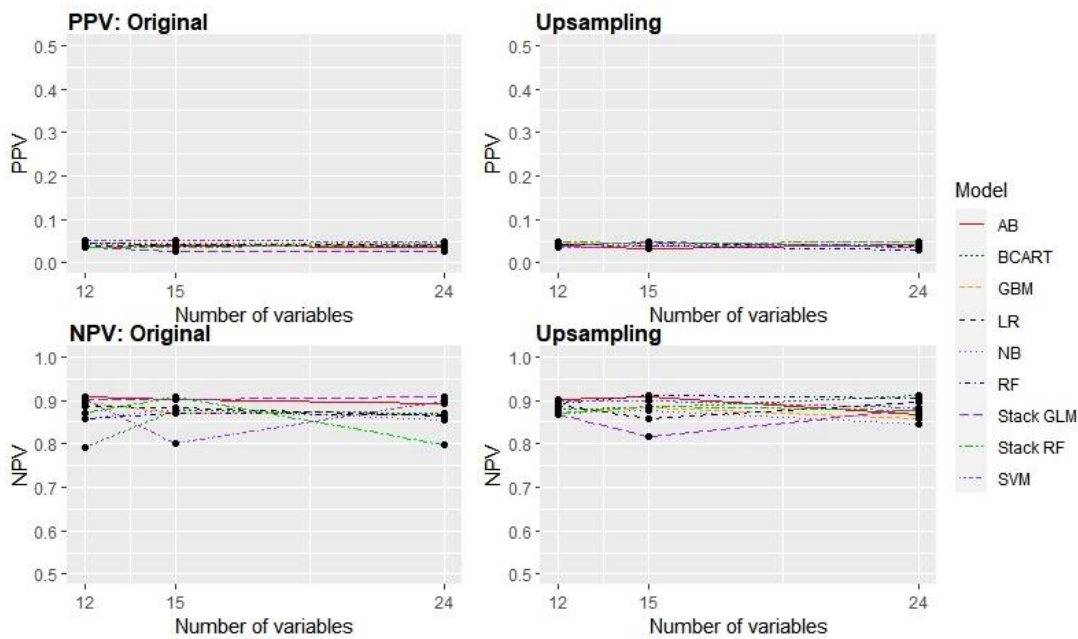 PPV: Original
0.5
0.4
0.3
0.2
0.1
0.0
PPV
12
15
24
Number of variables
Upsampling
0.5
0.4
0.3
0.2
0.1
0.0
PPV
12
15
24
Number of variables
NPV: Original
1.0
0.9
0.8
0.7
0.6
0.5
NPV
12
15
24
Number of variables
Upsampling
1.0
0.9
0.8
0.7
0.6
0.5
NPV
12
15
24
Number of variables
Model
AB
BCART
GBM
LR
NB
RF
Stack GLM
Stack RF
SVM